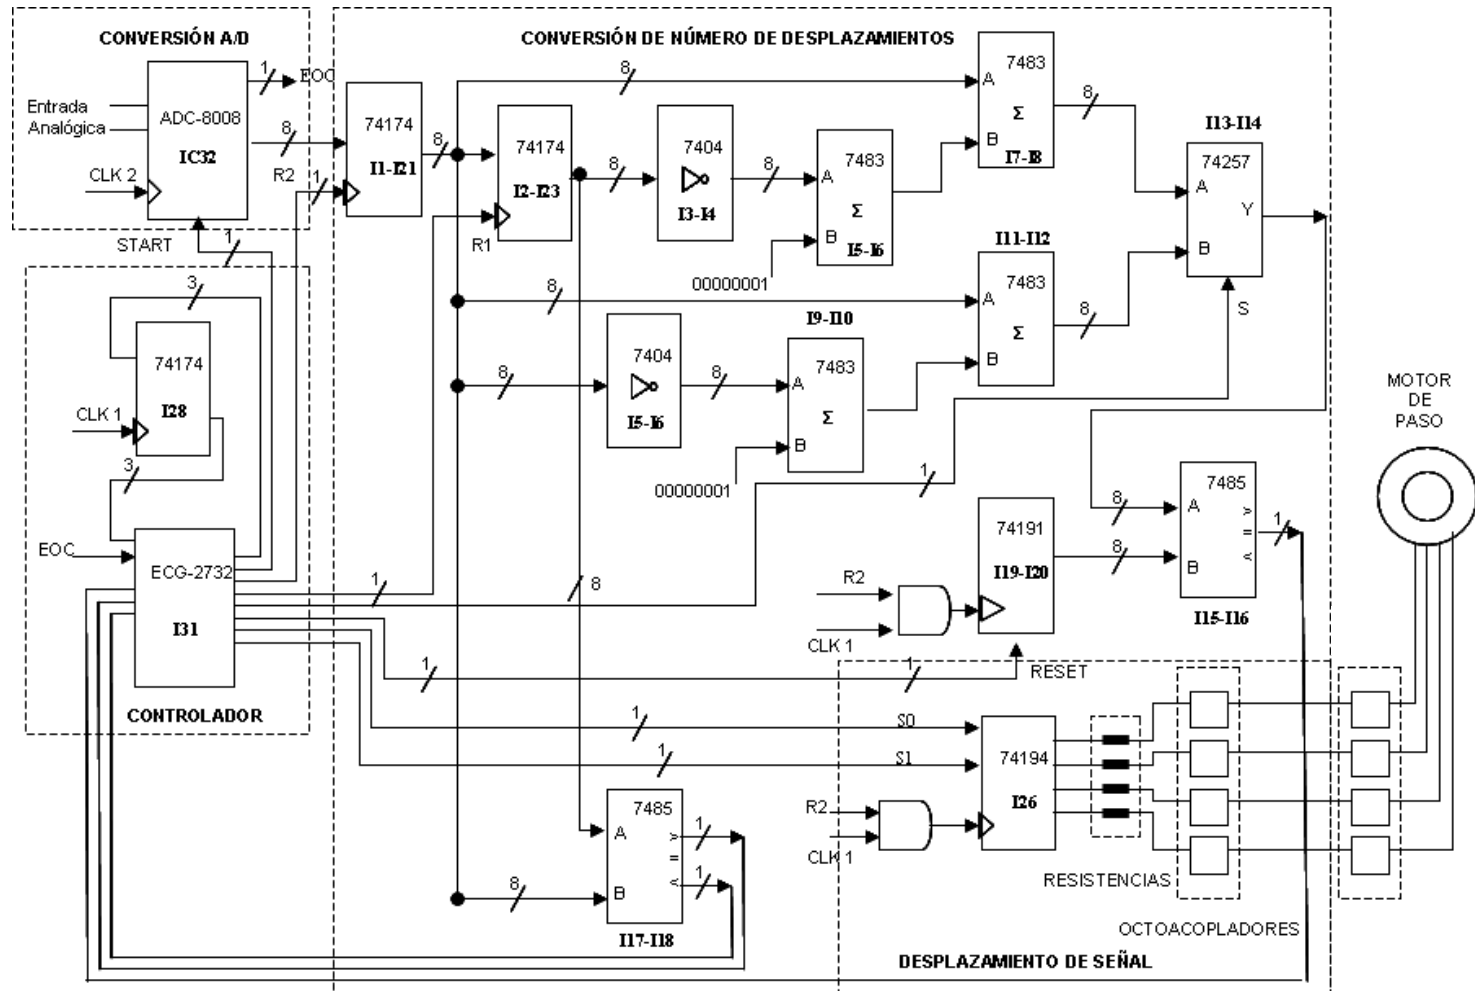 CONVERSIÓN A/D
EOC
Entrada
Analógica
ADC-8008
IC32
8
1
CLK 2
R2
1
START
1
CONVERSIÓN DE NÚMERO DE DESPLAZAMIENTOS
74174
I1-I21
8
74174
I2-I23
R1
8
7404
I3-I4
8
7483
A
Σ
B
I5-I6
00000001
8
7483
A
Σ
B
I7-I8
8
I13-I14
74257
A
Y
B
S
I11-I12
8
7483
A
Σ
B
8
I9-I10
8
7404
I5-I6
8
7483
A
Σ
B
00000001
1
3
74174
I28
CLK 1
3
EOC
ECG-2732
I31
CONTROLADOR
1
8
1
1
RESET
R2
CLK 1
74191
I19-I20
8
8
7485
A
>
=
<
B
I15-I16
1
MOTOR
DE
PASO
1
S0
1
S1
74194
I26
R2
CLK 1
RESISTENCIAS
OCTOACOPLADORES
DESPLAZAMIENTO DE SEÑAL
8
7485
A
>
=
<
B
I17-I18
1
1